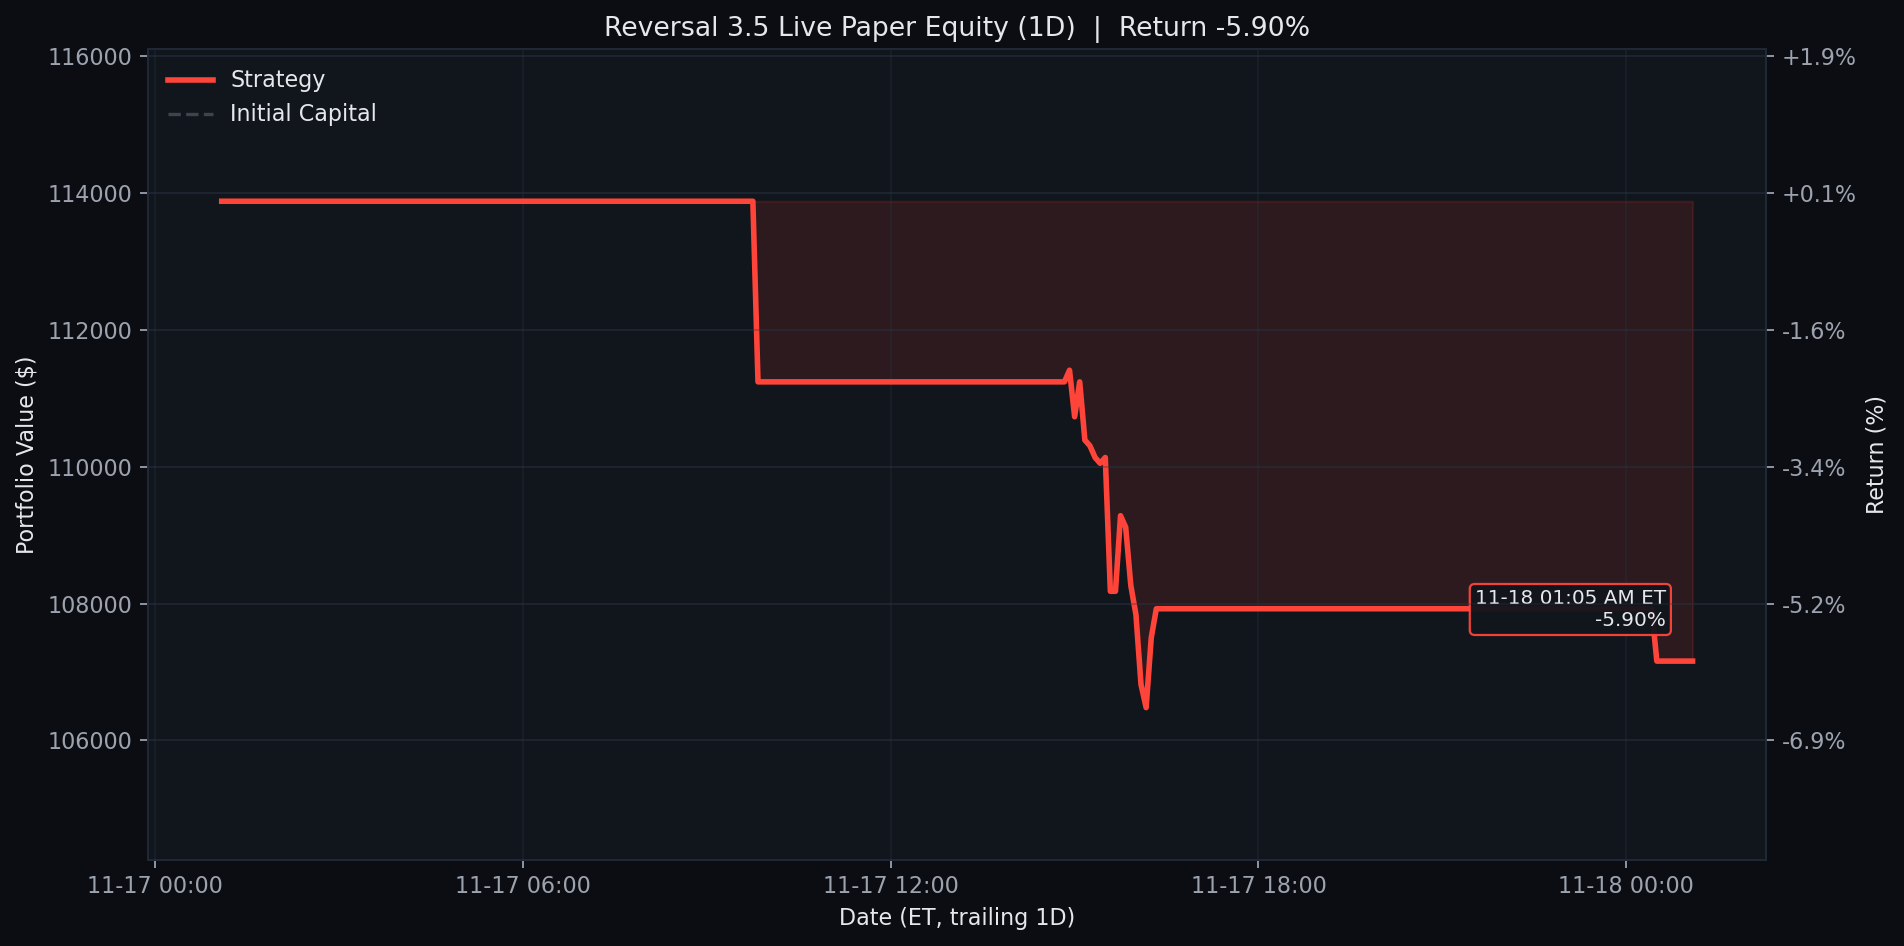 Reversal 3.5 Live Paper Equity (1D)  |  Return -5.90%
Strategy
Initial Capital
Portfolio Value ($)
116000
114000
112000
110000
108000
106000
+1.9%
+0.1%
-1.6%
-3.4%
-5.2%
-6.9%
Return (%)
11-18 01:05 AM ET
-5.90%
11-17 00:00
11-17 06:00
11-17 12:00
11-17 18:00
11-18 00:00
Date (ET, trailing 1D)